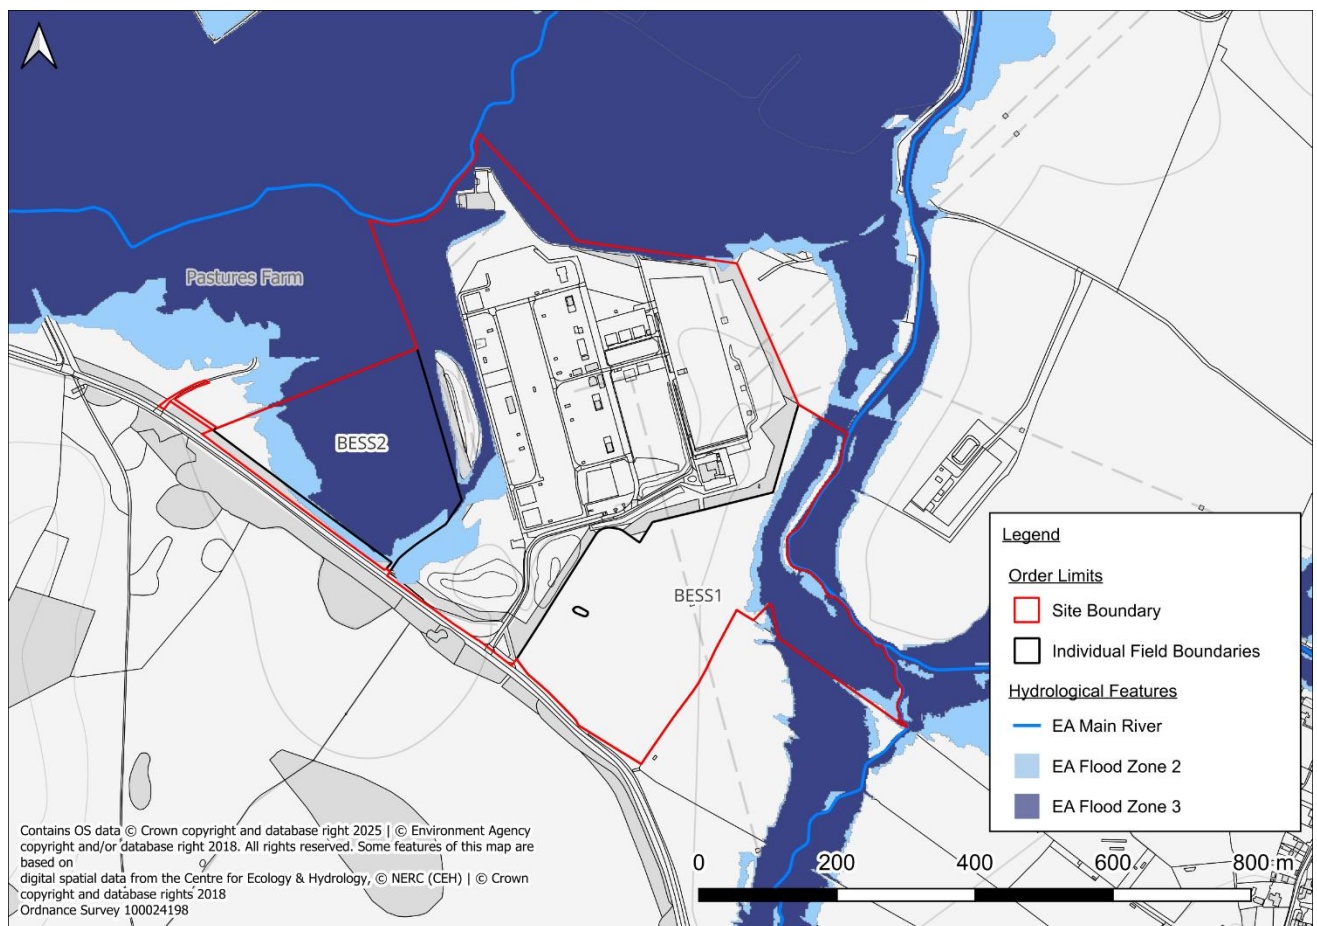 Pastures Farm
BESS2
BESS1
Legend
Order Limits
Site Boundary
Individual Field Boundaries
Hydrological Features
EA Main River
EA Flood Zone 2
EA Flood Zone 3
Contains OS data © Crown copyright and database right 2025 | © Environment Agency
copyright and/or database right 2018. All rights reserved. Some features of this map are
based on
digital spatial data from the Centre for Ecology & Hydrology, © NERC (CEH) | © Crown
copyright and database rights 2018
Ordnance Survey 100024198
0 200 400 600 800 m